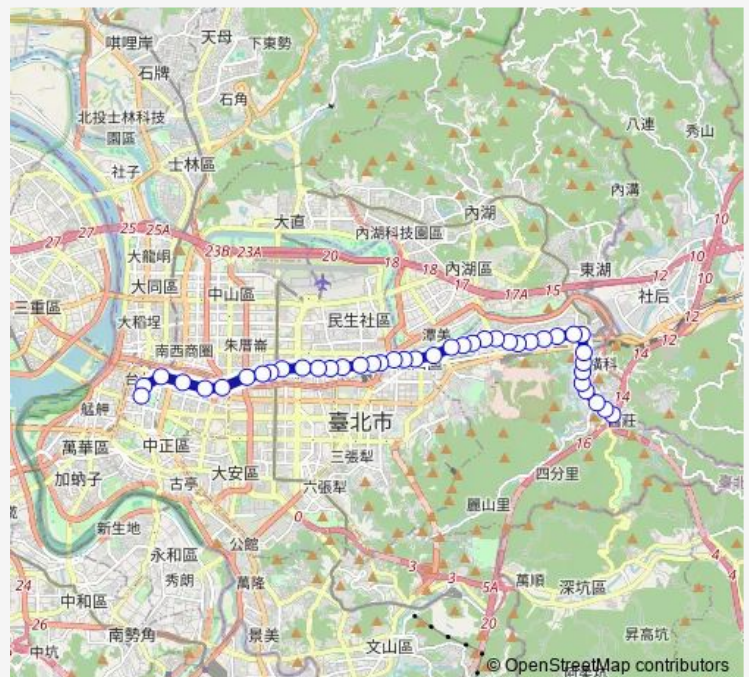 唭哩岸
天母
下東勢
石牌
石角
北投士林科技
園區
八連
秀山
士林區
社子
內溝
內湖
大直
10
27
27
25
25A
內湖科技園區
大龍峒
23B
23A
20
18
18
內湖區
17
17A
15
東湖
12
10
大同區
中山區
社后
三重區
12
大稻埕
民生社區
12
潭美
朱厝崙
南西商圈
14
橫科
艋舺
14
臺北市
萬華區
中正區
16
三張犁
加蚋子
大安區
四分里
古亭
六張犁
麗山里
新生地
0
公館
永和區
3
3
4
4
24
秀朗
萬隆
5A
萬順
深坑區
中和區
26
20
南勢角
景美
昇高坑
中坑
文山區
© OpenStreetMap contributors